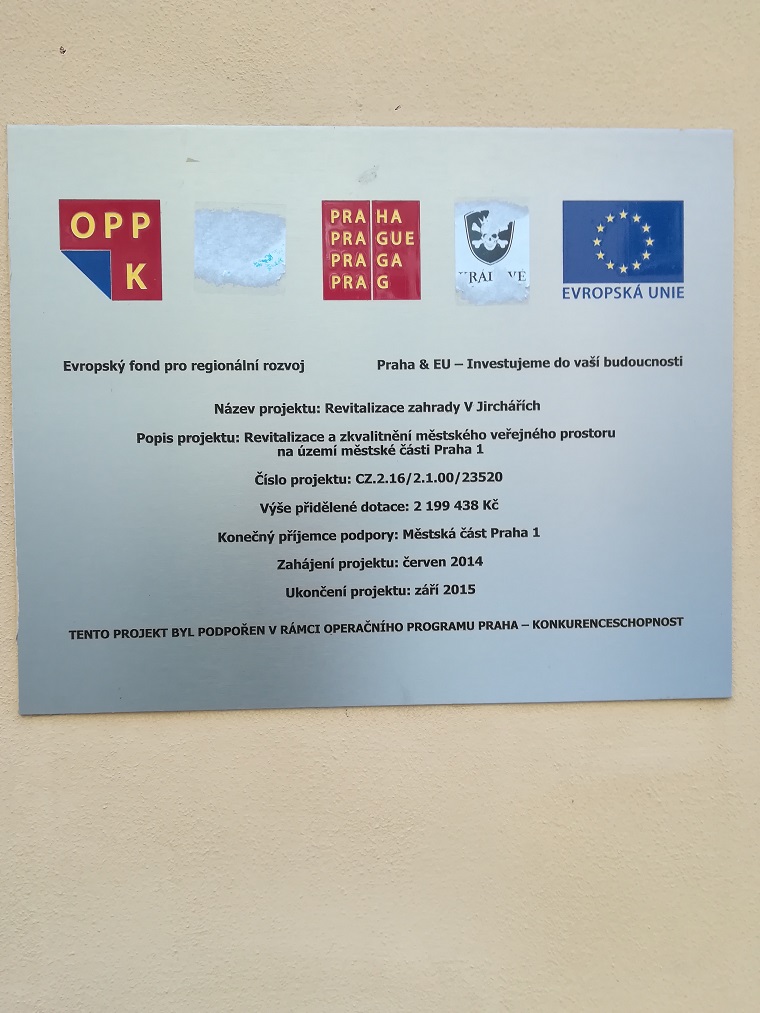 OPP
K
PRA HA
PRA GUE
PRA GA
PRA G
EVROPSKÁ UNIE
Evropský fond pro regionální rozvoj
Praha & EU – Investujeme do vaší budoucnosti
Název projektu: Revitalizace zahrady V Jirchářích
Popis projektu: Revitalizace a zkvalitnění městského veřejného prostoru
na území městské části Praha 1
Číslo projektu: CZ.2.16/2.1.00/23520
Výše přidělené dotace: 2 199 438 Kč
Konečný příjemce podpory: Městská část Praha 1
Zahájení projektu: červen 2014
Ukončení projektu: září 2015
TENTO PROJEKT BYL PODPOŘEN V RÁMCI OPERAČNÍHO PROGRAMU PRAHA – KONKURENCESCHOPNOST